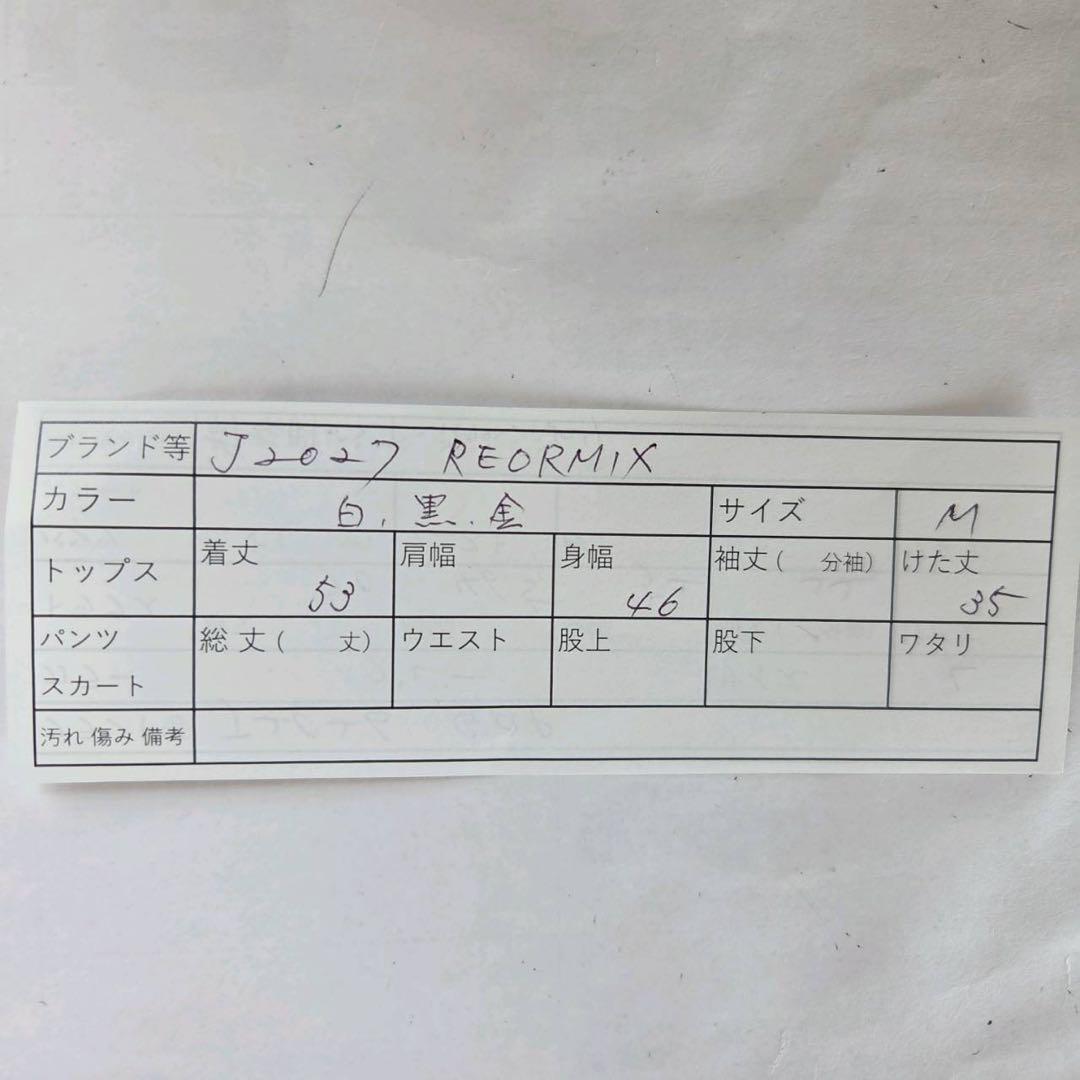 ブランド等 J2027 REORMIX
カラー 白、黒、金 サイズ M
トップス 着丈 53 肩幅 身幅 46 袖丈( 分袖) けた丈 35
パンツ スカート 総丈( 丈) ウエスト 股上 股下 ワタリ
汚れ 傷み 備考